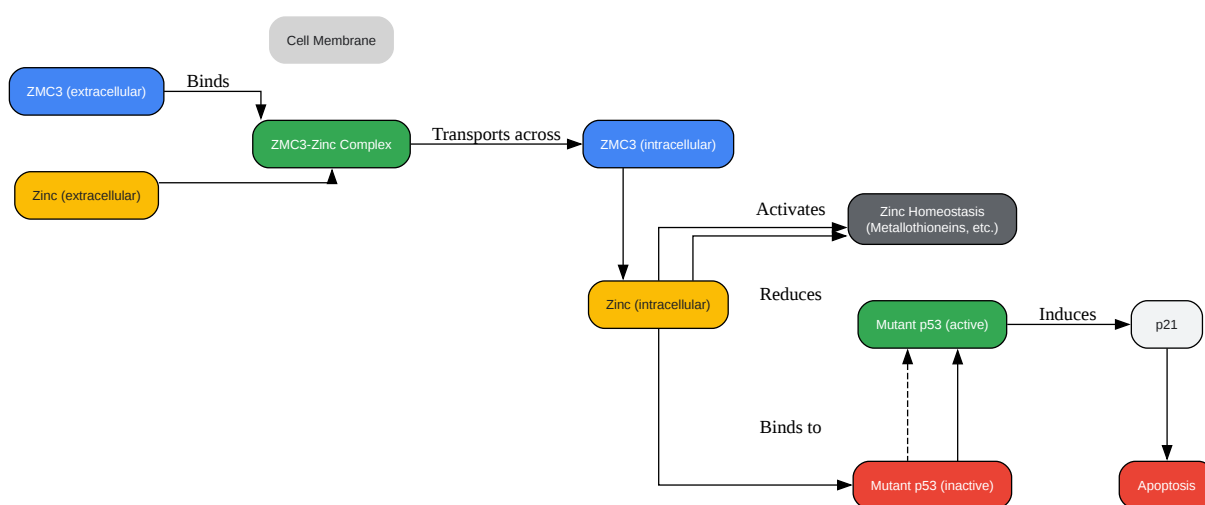 Cell Membrane
ZMC3 (extracellular)
Binds
ZMC3-Zinc Complex
Transports across
ZMC3 (intracellular)
Zinc (extracellular)
Activates
Zinc Homeostasis
(Metallothioneins, etc.)
Zinc (intracellular)
Reduces
Mutant p53 (active)
Induces
p21
Binds to
Mutant p53 (inactive)
Apoptosis